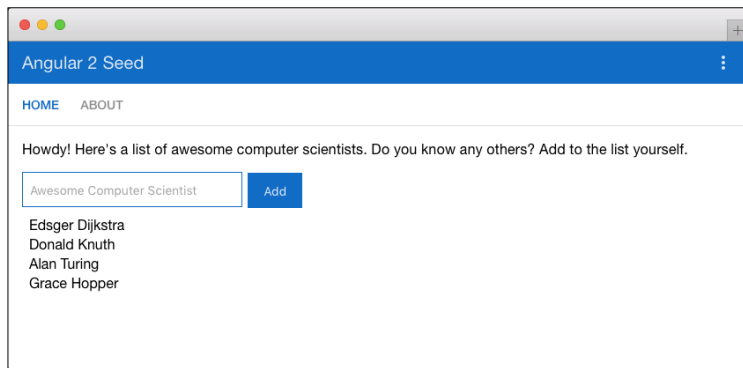 Angular 2 Seed
HOME ABOUT
Howdy! Here's a list of awesome computer scientists. Do you know any others? Add to the list yourself.
Awesome Computer Scientist Add
Edsger Dijkstra
Donald Knuth
Alan Turing
Grace Hopper